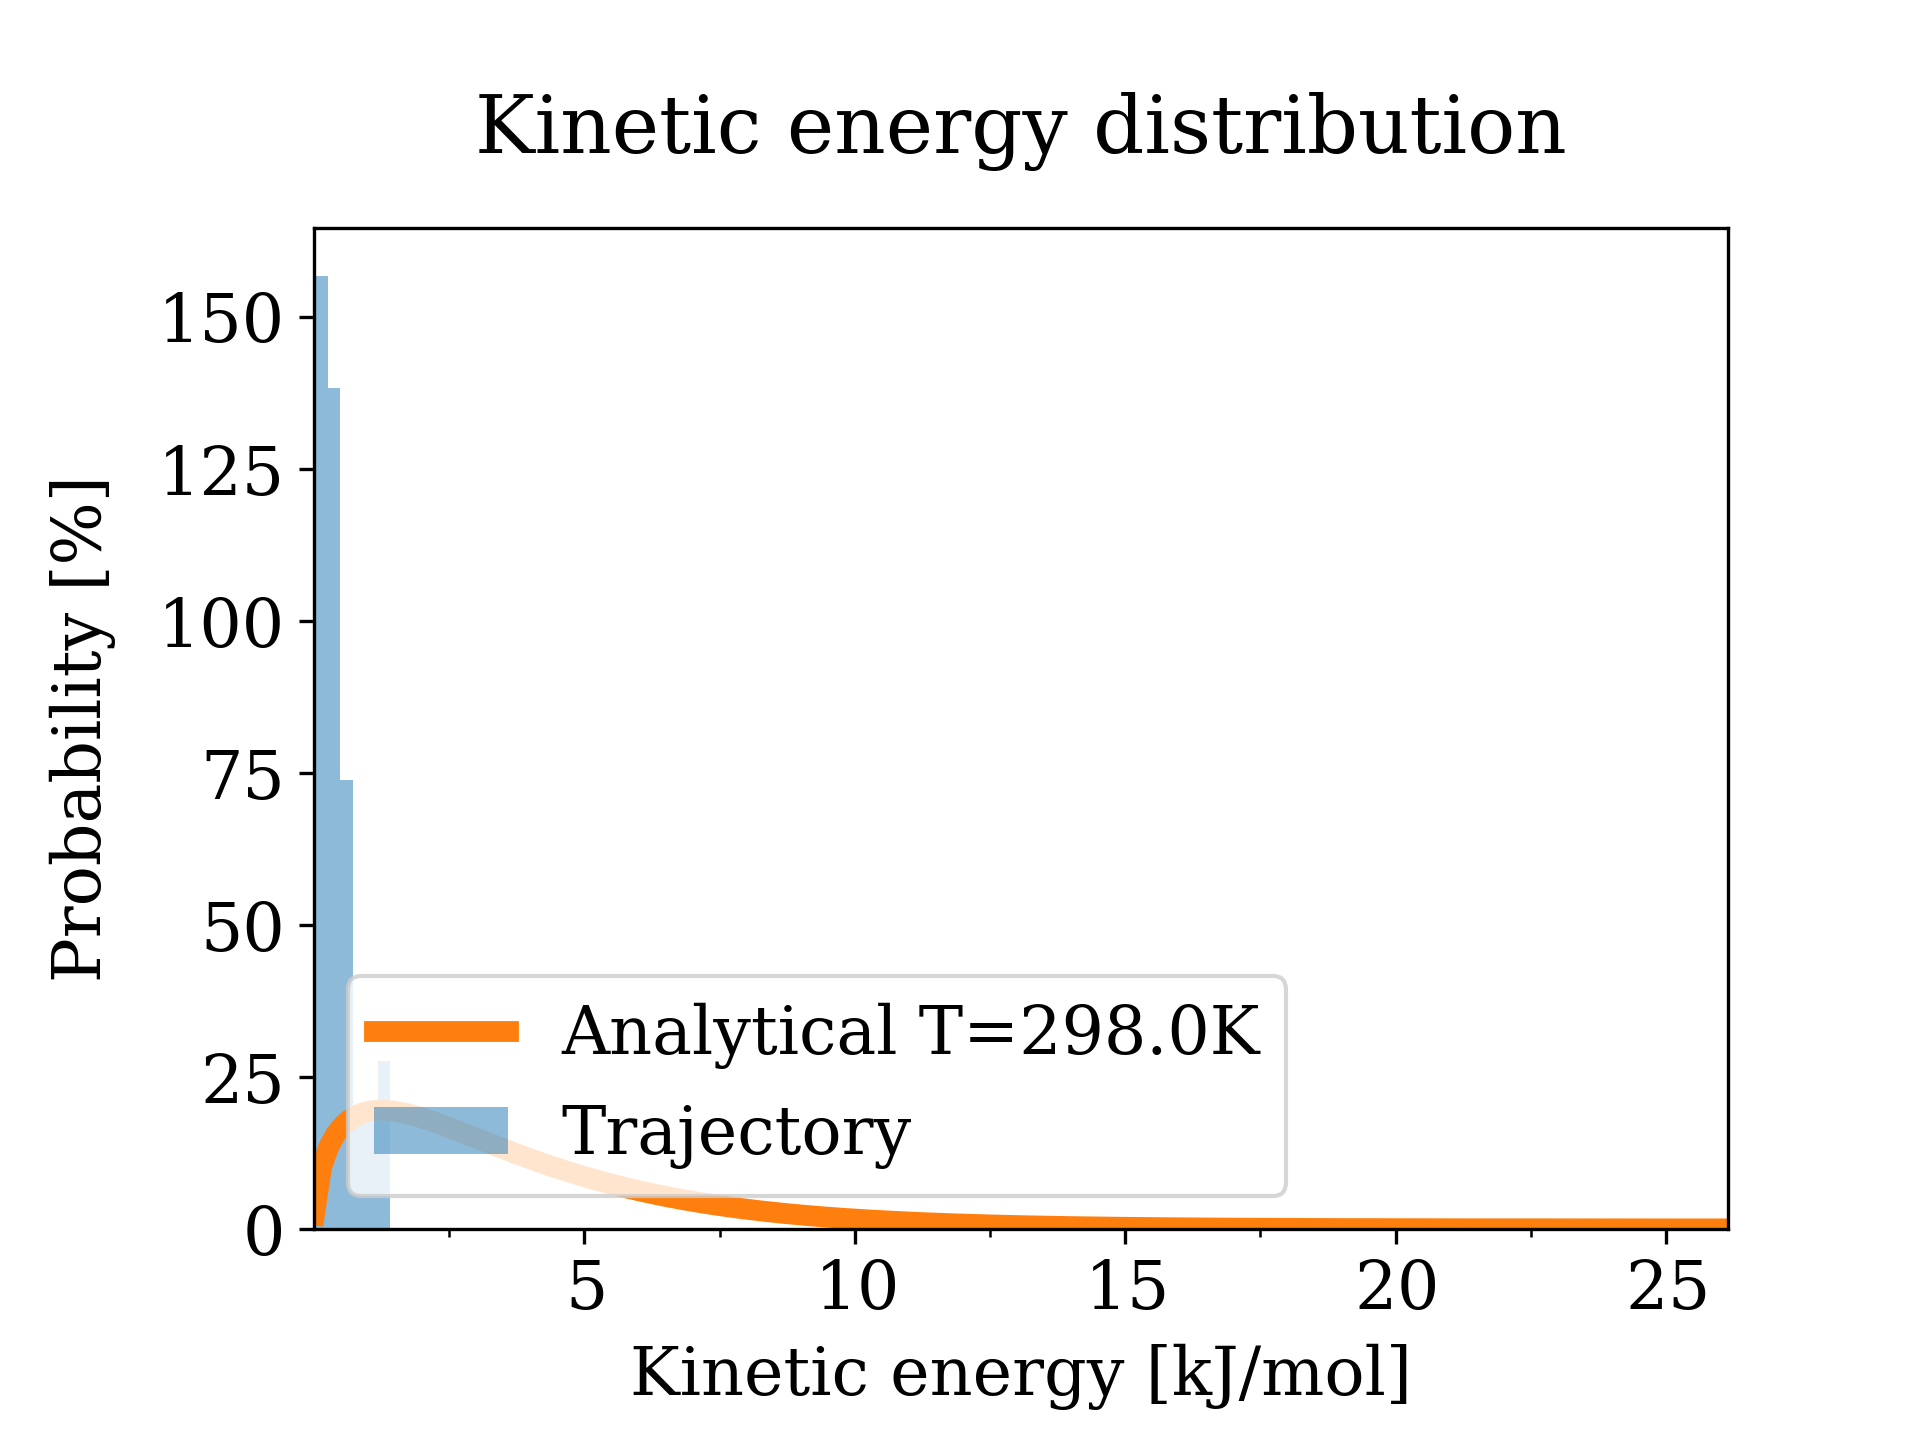 Kinetic energy distribution
150
125
100
75
50
25
0
Probability [%]
Analytical T=298.0K
Trajectory
5 10 15 20 25
Kinetic energy [kJ/mol]